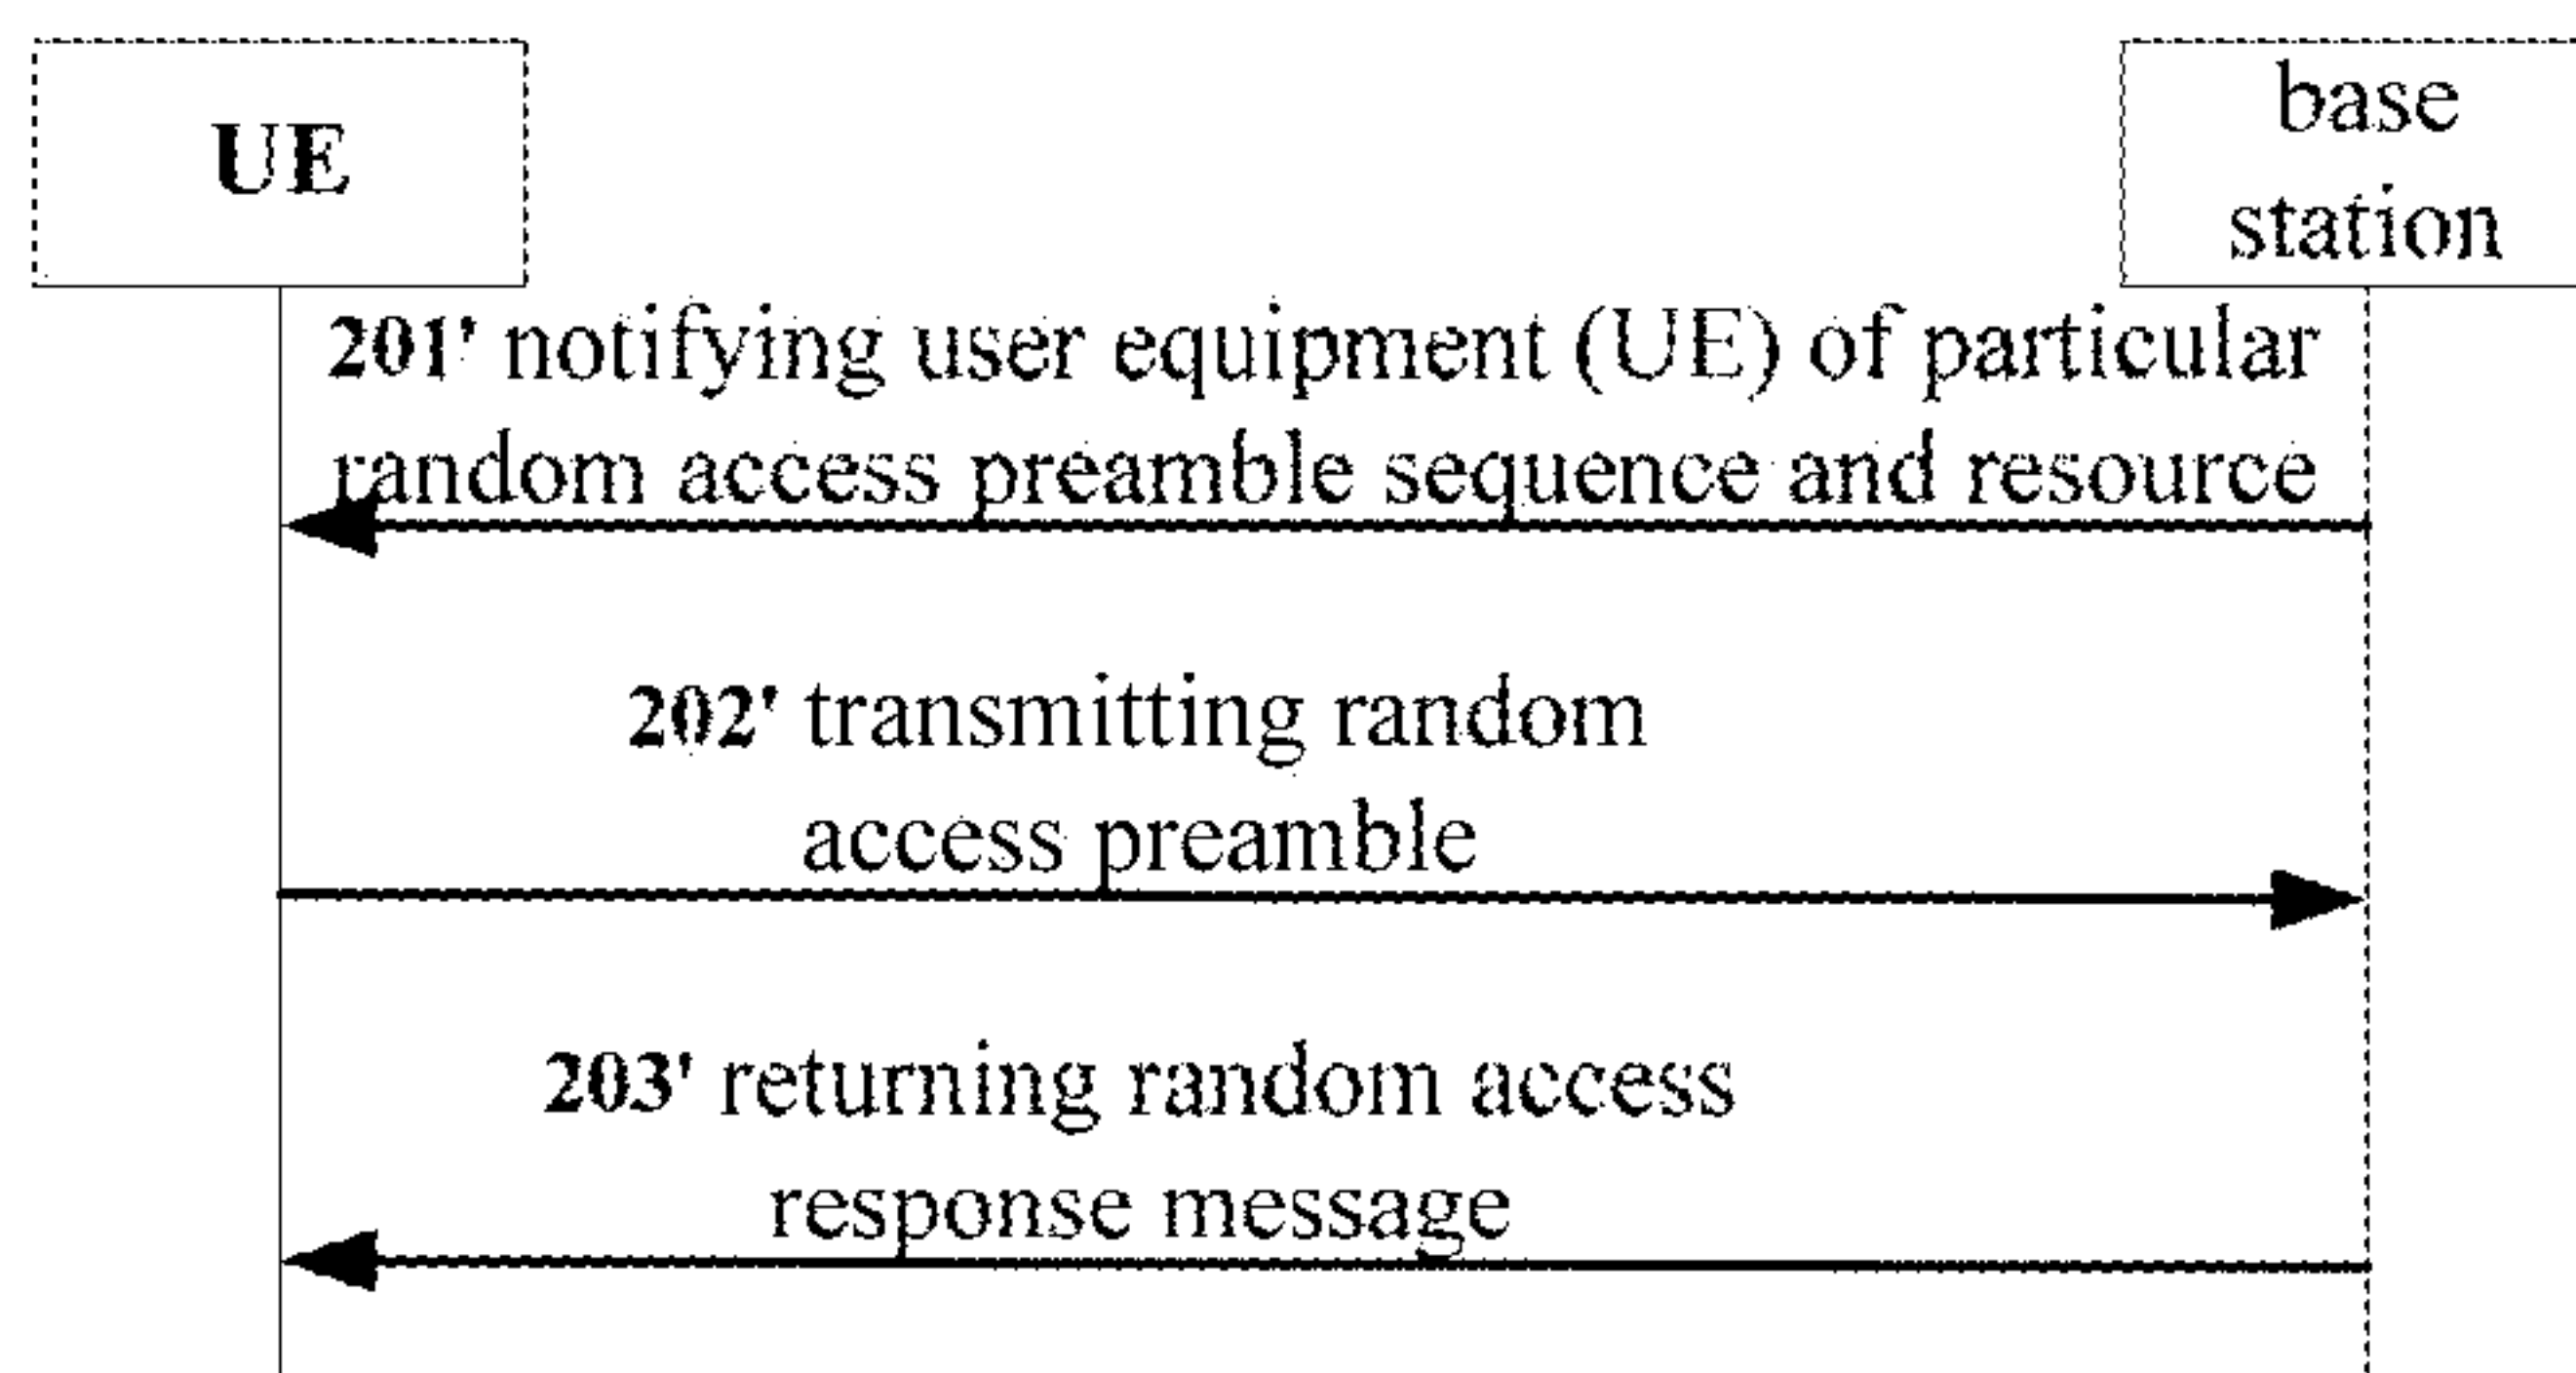 UE
base
station
201' notifying user equipment (UE) of particular
random access preamble sequence and resource
202' transmitting random
access preamble
203' returning random access
response message